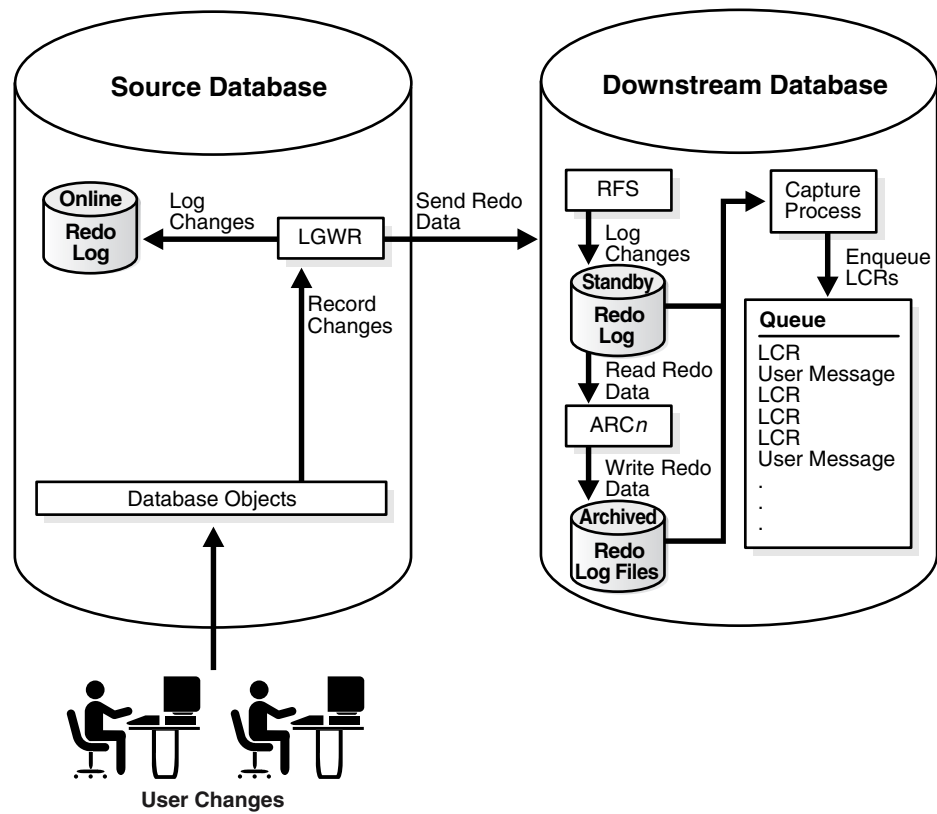 Source Database
Online
Redo
Log
Log
Changes
LGWR
Send Redo
Data
Record
Changes
Database Objects
User Changes
Downstream Database
RFS
Log
Changes
Standby
Redo
Log
Read Redo
Data
ARCn
Write Redo
Data
Archived
Redo
Log Files
Capture
Process
Enqueue
LCRs
Queue
LCR
User Message
LCR
LCR
LCR
User Message
.
.
.